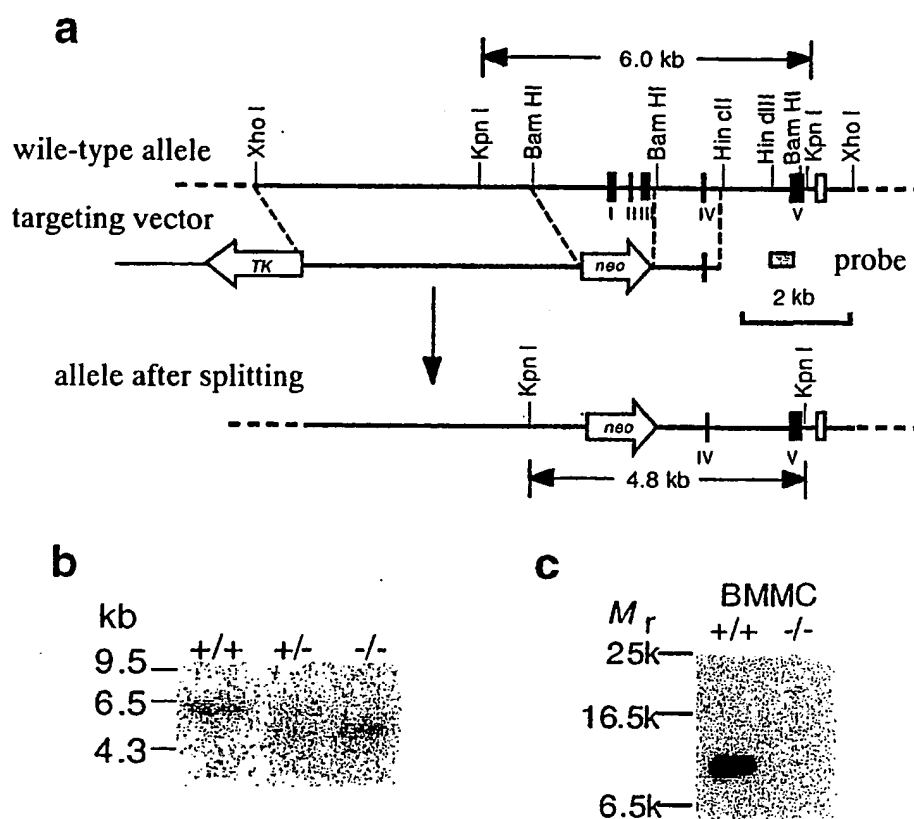 a
6.0 kb
Xho I
Kpn I
Bam HI
Bam HI
Hin cII
Hin dIII
Bam HI
Kpn I
Xho I
wile-type allele
I
II
III
IV
V
targeting vector
TK
neo
probe
2 kb
allele after splitting
Kpn I
Kpn I
neo
IV
V
4.8 kb
b
kb
+/+ +/- -/-
9.5
6.5
4.3
c
BMMC
Mr
+/+ -/-
25k
16.5k
6.5k